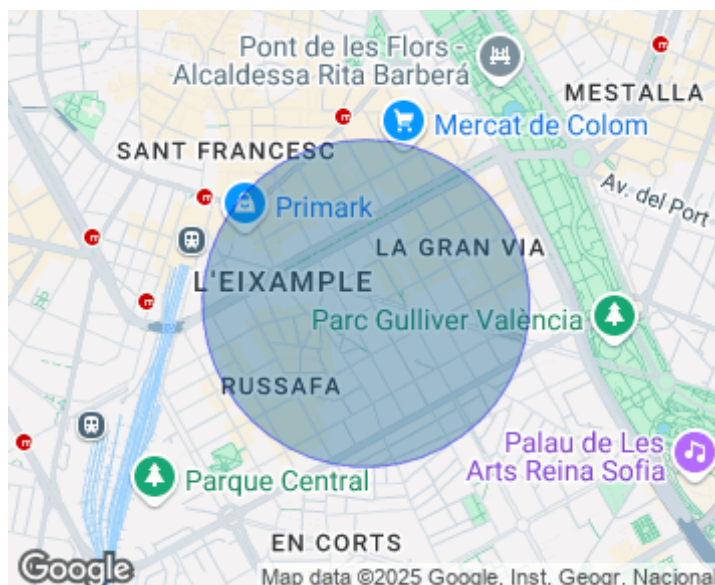 Pont de les Flors -
Alcaldessa Rita Barberá
MESTALLA
Mercat de Colom
SANT FRANCESC
Av. del Port
Primark
LA GRAN VIA
L'EIXAMPLE
Parc Gulliver València
RUSSAFA
Palau de Les
Arts Reina Sofia
Parque Central
EN CORTS
Google
Map data ©2025 Google, Inst. Geogr. Nacional